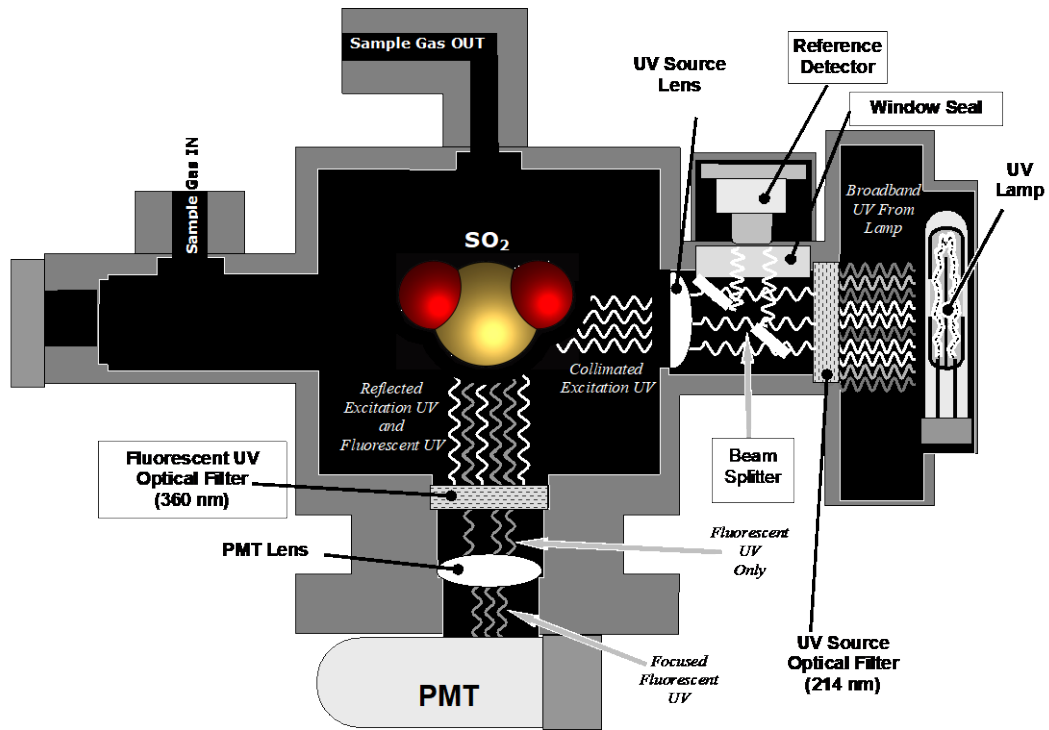 Sample Gas OUT
Reference
Detector
UV Source
Lens
Window Seal
Sample Gas IN
UV
Lamp
Broadband
UV From
Lamp
SO₂
Collimated
Excitation UV
Reflected
Excitation UV
and
Fluorescent UV
Fluorescent UV
Optical Filter
(360 nm)
Beam
Splitter
PMT Lens
Fluorescent
UV
Only
UV Source
Optical Filter
(214 nm)
Focused
Fluorescent
UV
PMT